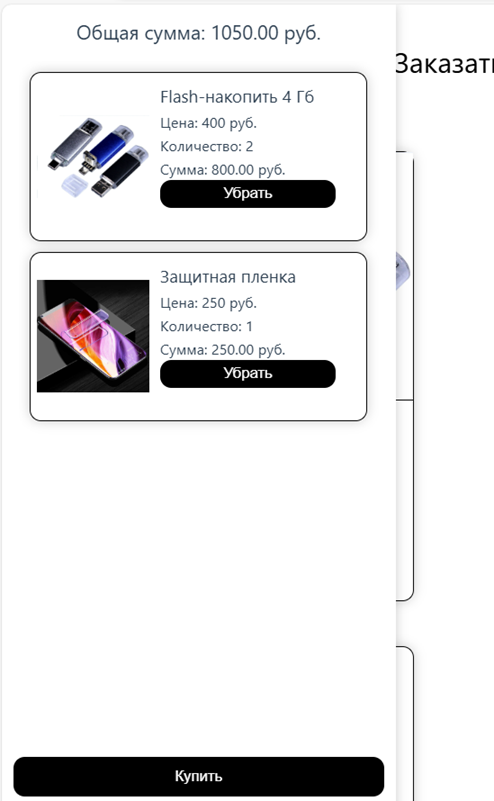 Общая сумма: 1050.00 руб.
Заказать
Flash-накопить 4 Гб
Цена: 400 руб.
Количество: 2
Сумма: 800.00 руб.
Убрать
Защитная пленка
Цена: 250 руб.
Количество: 1
Сумма: 250.00 руб.
Убрать
Купить